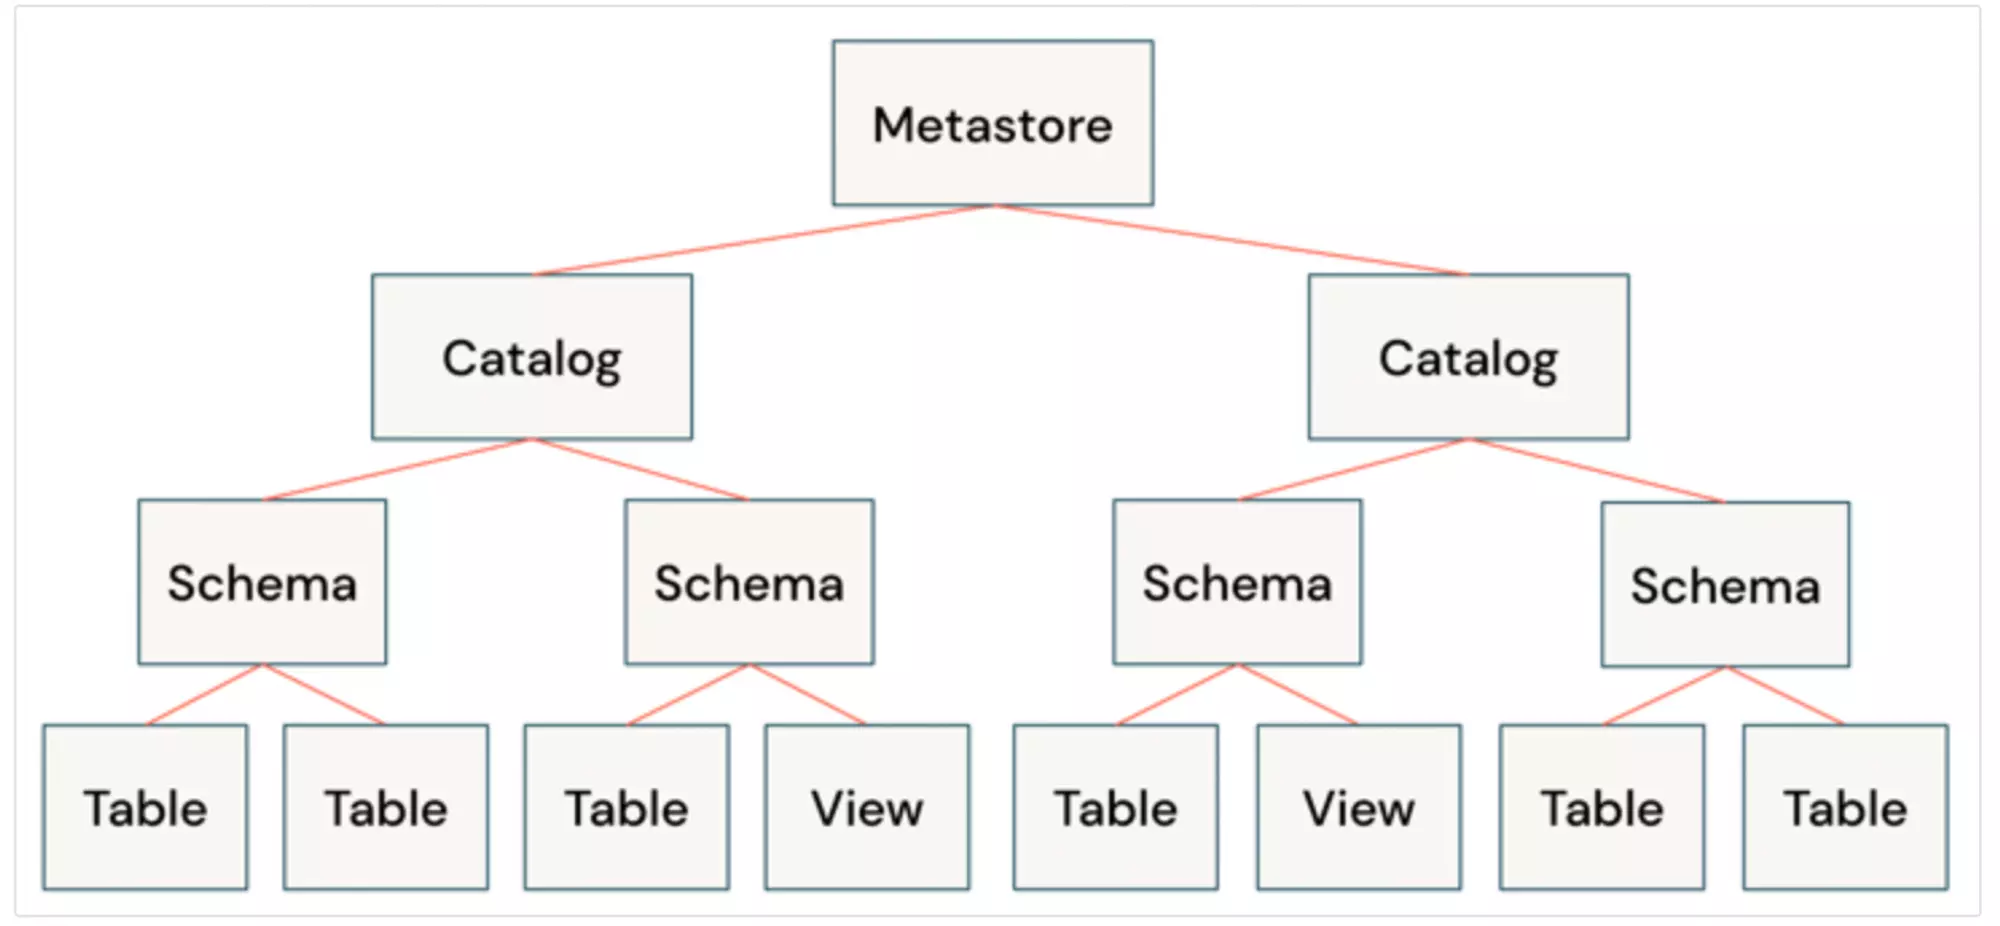 Metastore
Catalog
Catalog
Schema
Schema
Schema
Schema
Table
Table
Table
View
Table
View
Table
Table